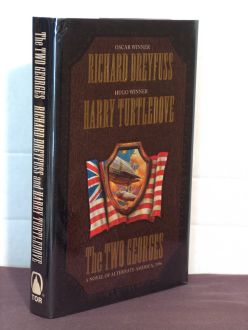 OSCAR WINNER
RICHARD DREYFUSS
HUGO WINNER
HARRY TURTLEDOVE
The TWO GEORGES
A NOVEL OF ALTERNATE AMERICA, 1996
The TWO GEORGES RICHARD DREYFUSS and HARRY TURTLEDOVE
TOR